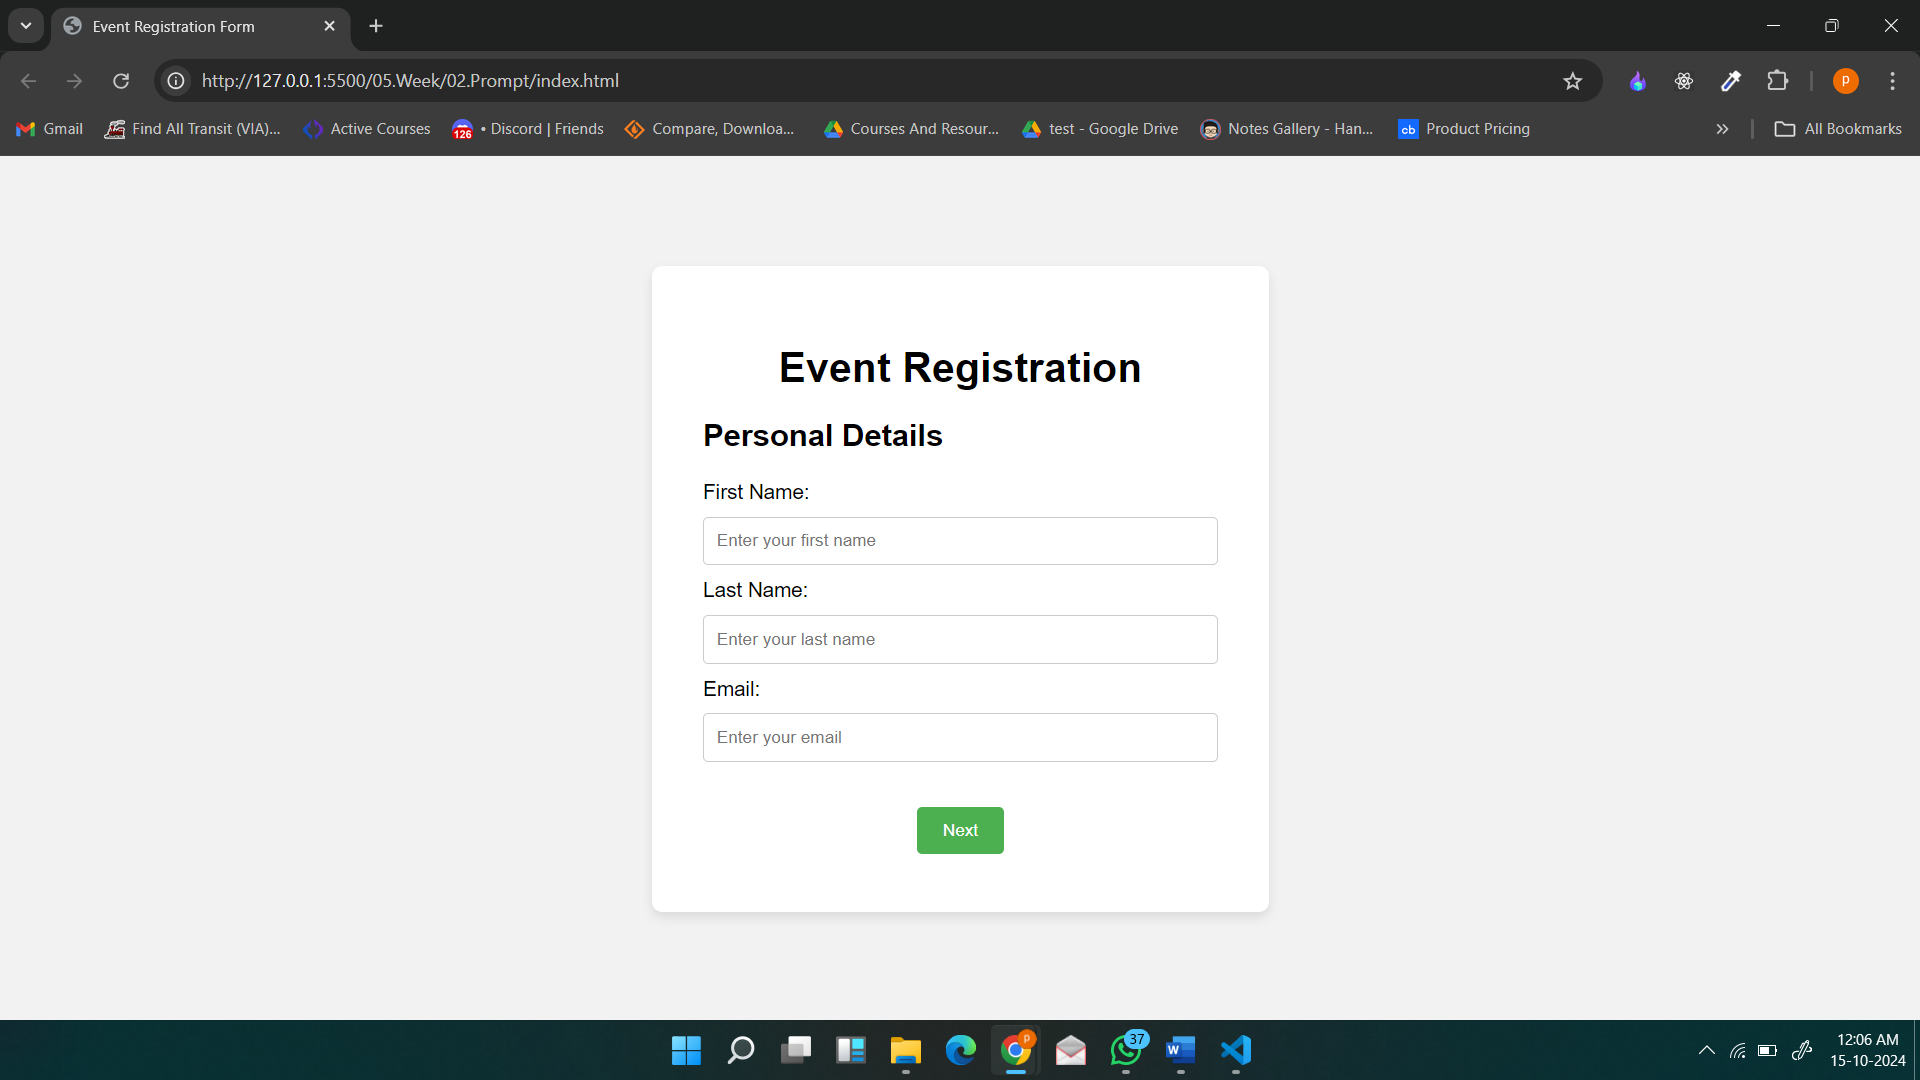 Event Registration Form
http://127.0.0.1:5500/05.Week/02.Prompt/index.html
P
Gmail
Find All Transit (VIA)...
Active Courses
126
• Discord | Friends
Compare, Downloa...
Courses And Resour...
test - Google Drive
Notes Gallery - Han...
cb
Product Pricing
All Bookmarks
Event Registration
Personal Details
First Name:
Enter your first name
Last Name:
Enter your last name
Email:
Enter your email
Next
P
37
W
12:06 AM
15-10-2024